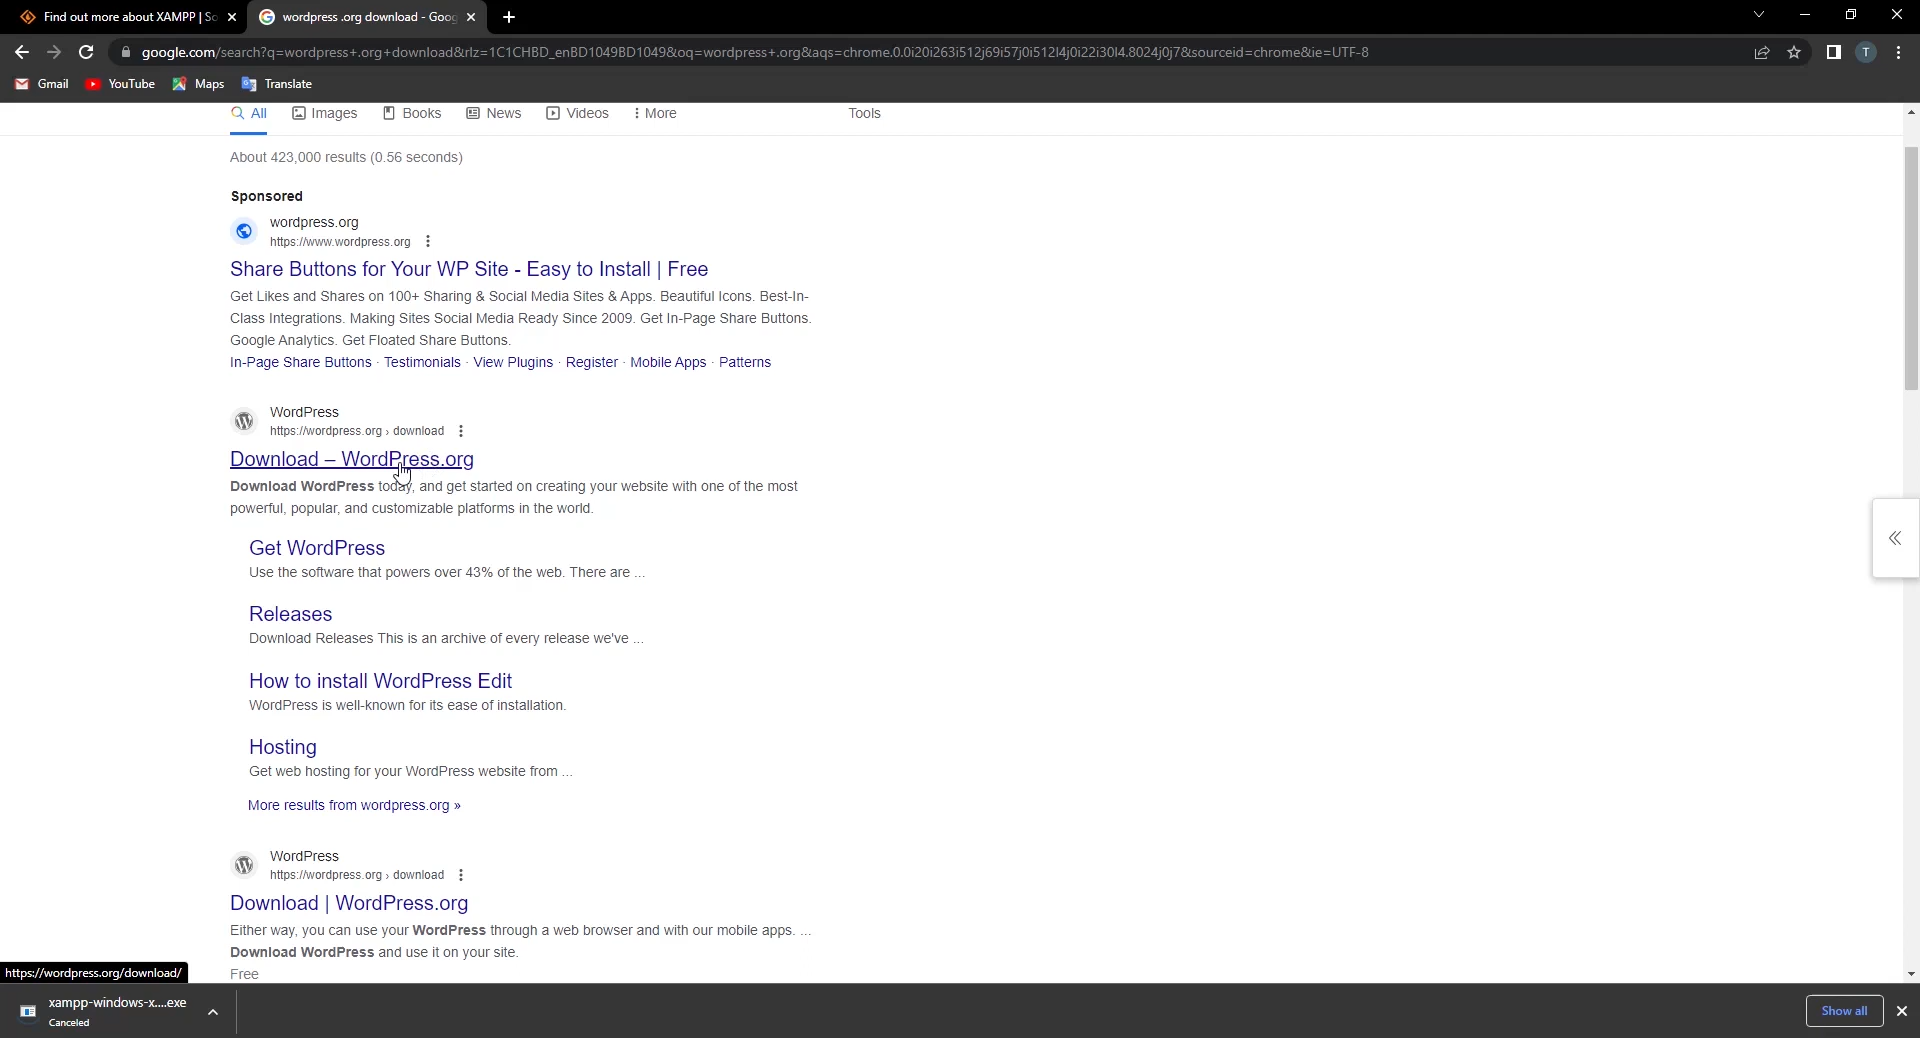 Find out more about XAMPP | So
wordpress .org download - Goog
google.com/search?q=wordpress+.org+download&rlz=1C1CHBD_enBD1049BD1049&oq=wordpress+.org&aqs=chrome.0.0i20i263i512j69i57j0i512l4j0i22i30l4.8024j0j7&sourceid=chrome&ie=UTF-8
T
Gmail
YouTube
Maps
Translate
All
Images
Books
News
Videos
More
Tools
About 423,000 results (0.56 seconds)
Sponsored
wordpress.org
https://www.wordpress.org
Share Buttons for Your WP Site - Easy to Install | Free
Get Likes and Shares on 100+ Sharing & Social Media Sites & Apps. Beautiful Icons. Best-In-
Class Integrations. Making Sites Social Media Ready Since 2009. Get In-Page Share Buttons.
Google Analytics. Get Floated Share Buttons.
In-Page Share Buttons · Testimonials · View Plugins · Register · Mobile Apps · Patterns
WordPress
https://wordpress.org › download
Download – WordPress.org
Download WordPress today, and get started on creating your website with one of the most
powerful, popular, and customizable platforms in the world.
Get WordPress
Use the software that powers over 43% of the web. There are ...
Releases
Download Releases This is an archive of every release we've ...
How to install WordPress Edit
WordPress is well-known for its ease of installation.
Hosting
Get web hosting for your WordPress website from ...
More results from wordpress.org »
WordPress
https://wordpress.org › download
Download | WordPress.org
Either way, you can use your WordPress through a web browser and with our mobile apps. ...
Download WordPress and use it on your site.
Free
https://wordpress.org/download/
xampp-windows-x....exe
Canceled
Show all